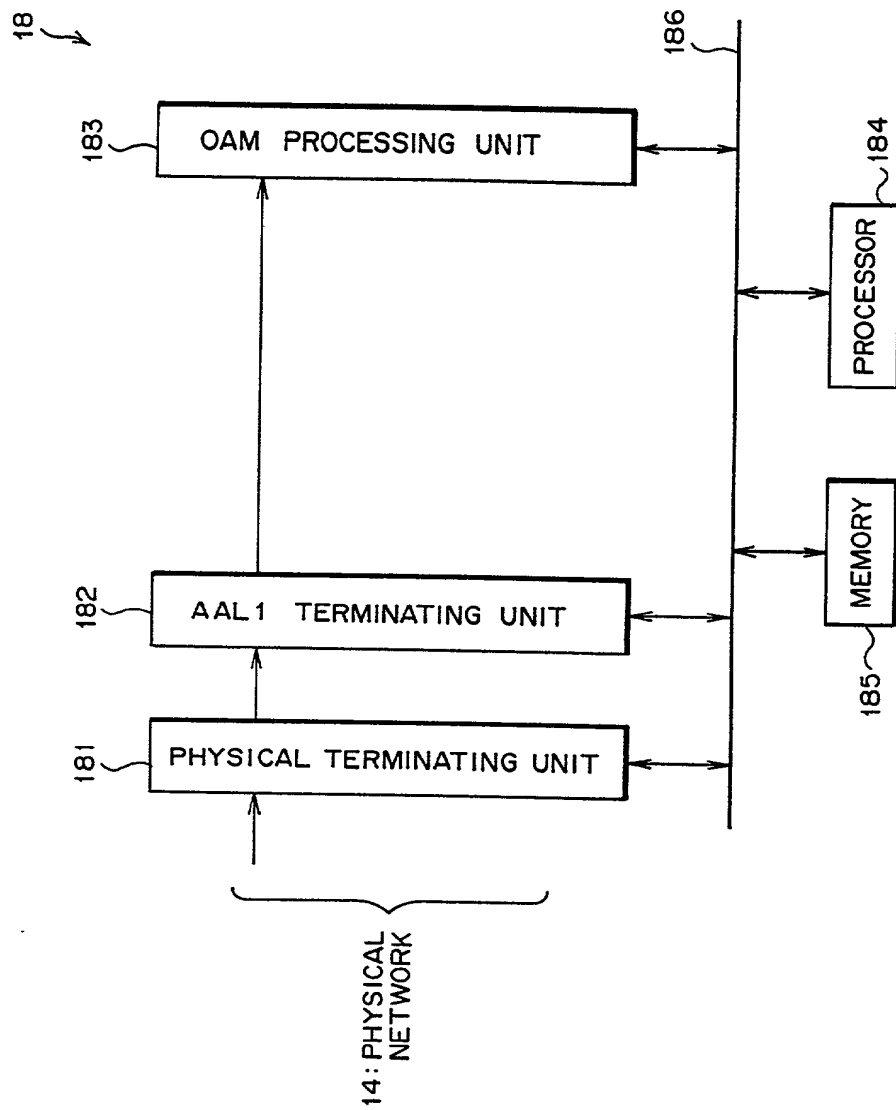 18
183
OAM PROCESSING UNIT
182
AAL1 TERMINATING UNIT
181
PHYSICAL TERMINATING UNIT
14: PHYSICAL
NETWORK
186
184
PROCESSOR
MEMORY
185